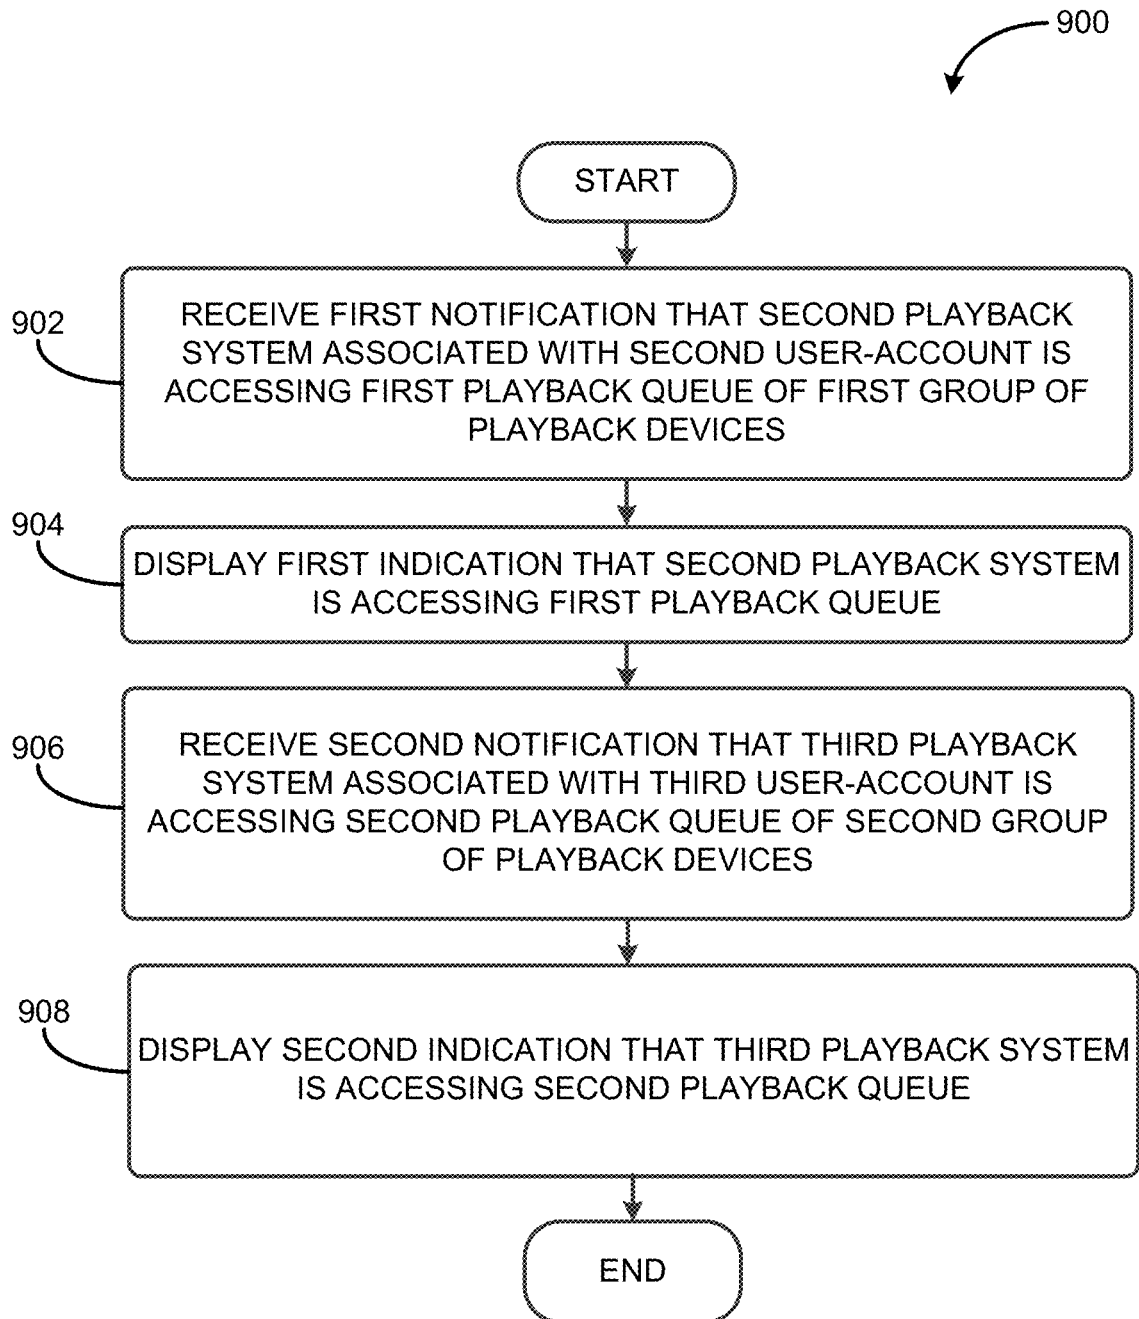 900
START
902
RECEIVE FIRST NOTIFICATION THAT SECOND PLAYBACK
SYSTEM ASSOCIATED WITH SECOND USER-ACCOUNT IS
ACCESSING FIRST PLAYBACK QUEUE OF FIRST GROUP OF
PLAYBACK DEVICES
904
DISPLAY FIRST INDICATION THAT SECOND PLAYBACK SYSTEM
IS ACCESSING FIRST PLAYBACK QUEUE
906
RECEIVE SECOND NOTIFICATION THAT THIRD PLAYBACK
SYSTEM ASSOCIATED WITH THIRD USER-ACCOUNT IS
ACCESSING SECOND PLAYBACK QUEUE OF SECOND GROUP
OF PLAYBACK DEVICES
908
DISPLAY SECOND INDICATION THAT THIRD PLAYBACK SYSTEM
IS ACCESSING SECOND PLAYBACK QUEUE
END